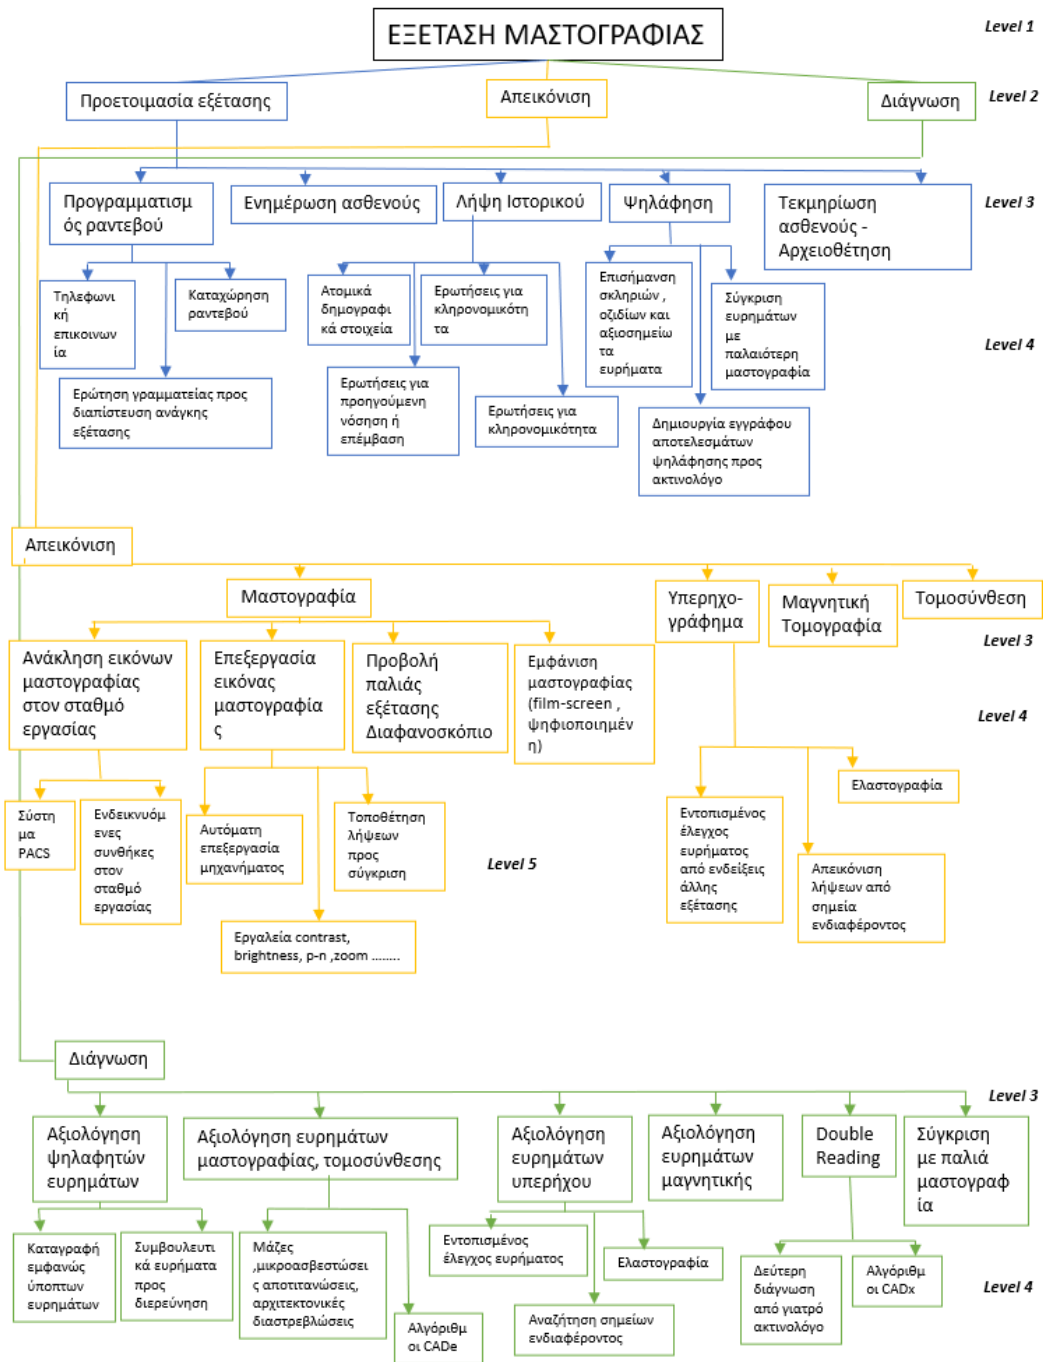 ΕΞΕΤΑΣΗ ΜΑΣΤΟΓΡΑΦΙΑΣ
Level 1
Προετοιμασία εξέτασης
Απεικόνιση
Διάγνωση
Level 2
Προγραμματισμ
ός ραντεβού
Ενημέρωση ασθενούς
Λήψη Ιστορικού
Ψηλάφηση
Τεκμηρίωση
ασθενούς -
Αρχειοθέτηση
Level 3
Τηλεφωνι
κή
επικοινων
ία
Καταχώρηση
ραντεβού
Ερώτηση γραμματείας προς
διαπίστευση ανάγκης
εξέτασης
Ατομικά
δημογραφι
κά στοιχεία
Ερωτήσεις για
κληρονομικότη
τα
Ερωτήσεις για
προηγούμενη
νόσηση ή
επέμβαση
Ερωτήσεις για
κληρονομικότητα
Επισήμανση
σκληριών ,
οζιδίων και
αξιοσημείω
τα
ευρήματα
Σύγκριση
ευρημάτων
με
παλαιότερη
μαστογραφία
Δημιουργία εγγράφου
αποτελεσμάτων
ψηλάφησης προς
ακτινολόγο
Level 4
Απεικόνιση
Μαστογραφία
Υπερηχο-
γράφημα
Μαγνητική
Τομογραφία
Τομοσύνθεση
Level 3
Ανάκληση εικόνων
μαστογραφίας
στον σταθμό
εργασίας
Επεξεργασία
εικόνας
μαστογραφία
ς
Προβολή
παλιάς
εξέτασης
Διαφανοσκόπιο
Εμφάνιση
μαστογραφίας
(film-screen ,
ψηφιοποιημέν
η)
Level 4
Σύστη
μα
PACS
Ενδεικνυόμ
ενες
συνθήκες
στον
σταθμό
εργασίας
Αυτόματη
επεξεργασία
μηχανήματος
Τοποθέτηση
λήψεων
προς
σύγκριση
Εργαλεία contrast,
brightness, p-n ,zoom ........
Level 5
Εντοπισμένος
έλεγχος
ευρήματος
από ενδείξεις
άλλης
εξέτασης
Απεικόνιση
λήψεων από
σημεία
ενδιαφέροντος
Ελαστογραφία
Διάγνωση
Level 3
Αξιολόγηση
ψηλαφητών
ευρημάτων
Αξιολόγηση ευρημάτων
μαστογραφίας, τομοσύνθεσης
Αξιολόγηση
ευρημάτων
υπερήχου
Αξιολόγηση
ευρημάτων
μαγνητικής
Double
Reading
Σύγκριση
με παλιά
μαστογραφ
ία
Καταγραφή
εμφανώς
ύποπτων
ευρημάτων
Συμβουλευτι
κά ευρήματα
προς
διερεύνηση
Μάζες
,μικροασβεστώσει
ς αποτιτανώσεις,
αρχιτεκτονικές
διαστρεβλώσεις
Αλγόριθμ
οι CADe
Εντοπισμένος
έλεγχος ευρήματος
Αναζήτηση σημείων
ενδιαφέροντος
Ελαστογραφία
Δεύτερη
διάγνωση
από γιατρό
ακτινολόγο
Αλγόριθμ
οι CADx
Level 4